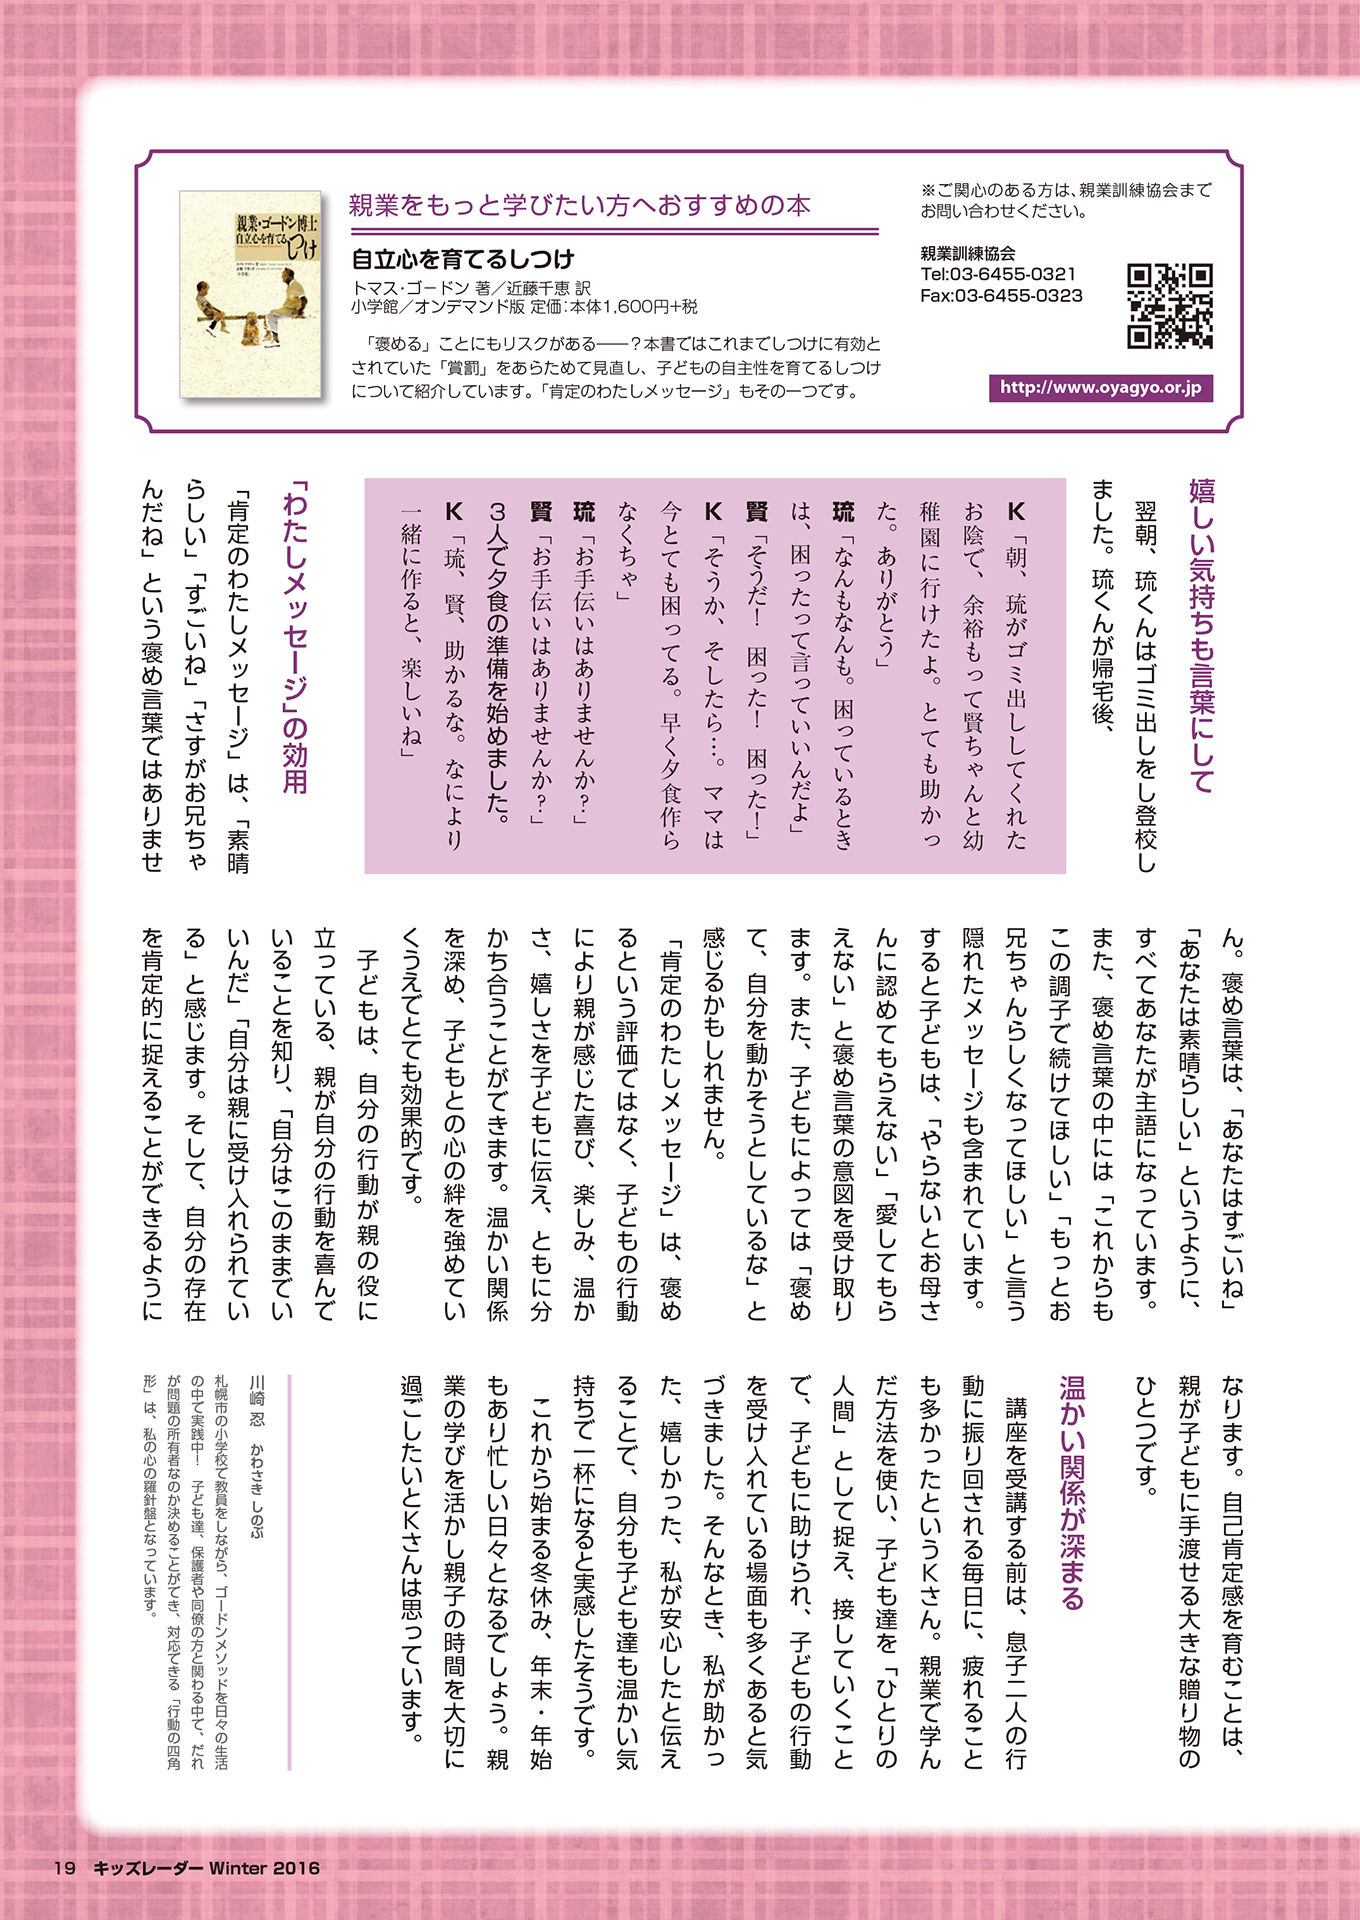 親業・ゴードン博士
自立心を育てる
しつけ
親業をもっと学びたい方へおすすめの本
自立心を育てるしつけ
トマス・ゴードン 著／近藤千恵 訳
小学館／オンデマンド版 定価：本体1,600円+税
「褒める」ことにもリスクがある――？本書ではこれまでしつけに有効と
されていた「賞罰」をあらためて見直し、子どもの自主性を育てるしつけ
について紹介しています。「肯定のわたしメッセージ」もその一つです。
※ご関心のある方は、親業訓練協会まで
お問い合わせください。
親業訓練協会
Tel:03-6455-0321
Fax:03-6455-0323
http://www.oyagyo.or.jp
嬉しい気持ちも言葉にして
翌朝、琉くんはゴミ出しをし登校し
ました。琉くんが帰宅後、
K「朝、琉がゴミ出ししてくれた
お陰で、余裕もって賢ちゃんと幼
稚園に行けたよ。とても助かっ
た。ありがとう」
琉「なんもなんも。困っているとき
は、困ったって言っていいんだよ」
賢「そうだ！　困った！　困った！」
K「そうか、そしたら…。ママは
今とても困ってる。早く夕食作ら
なくちゃ」
琉「お手伝いはありませんか？」
賢「お手伝いはありませんか？」
3人で夕食の準備を始めました。
K「琉、賢、助かるな。なにより
一緒に作ると、楽しいね」
「わたしメッセージ」の効用
「肯定のわたしメッセージ」は、「素晴
らしい」「すごいね」「さすがお兄ちゃ
んだね」という褒め言葉ではありませ
ん。褒め言葉は、「あなたはすごいね」
「あなたは素晴らしい」というように、
すべてあなたが主語になっています。
また、褒め言葉の中には「これからも
この調子で続けてほしい」「もっとお
兄ちゃんらしくなってほしい」と言う
隠れたメッセージも含まれています。
すると子どもは、「やらないとお母さ
んに認めてもらえない」「愛してもら
えない」と褒め言葉の意図を受け取り
ます。また、子どもによっては「褒め
て、自分を動かそうとしているな」と
感じるかもしれません。
「肯定のわたしメッセージ」は、褒め
るという評価ではなく、子どもの行動
により親が感じた喜び、楽しみ、温か
さ、嬉しさを子どもに伝え、ともに分
かち合うことができます。温かい関係
を深め、子どもとの心の絆を強めてい
くうえでとても効果的です。
子どもは、自分の行動が親の役に
立っている、親が自分の行動を喜んで
いることを知り、「自分はこのままでい
いんだ」「自分は親に受け入れられてい
る」と感じます。そして、自分の存在
を肯定的に捉えることができるように
なります。自己肯定感を育むことは、
親が子どもに手渡せる大きな贈り物の
ひとつです。
温かい関係が深まる
講座を受講する前は、息子二人の行
動に振り回される毎日に、疲れること
も多かったというKさん。親業で学ん
だ方法を使い、子ども達を「ひとりの
人間」として捉え、接していくこと
で、子どもに助けられ、子どもの行動
を受け入れている場面も多くあると気
づきました。そんなとき、私が助かっ
た、嬉しかった、私が安心したと伝え
ることで、自分も子ども達も温かい気
持ちで一杯になると実感したそうです。
これから始まる冬休み、年末・年始
もあり忙しい日々となるでしょう。親
業の学びを活かし親子の時間を大切に
過ごしたいとKさんは思っています。
川崎 忍　かわさき しのぶ
札幌市の小学校で教員をしながら、ゴードンメソッドを日々の生活
の中で実践中！　子ども達、保護者や同僚の方と関わる中で、だれ
が問題の所有者なのか決めることができ、対応できる「行動の四角
形」は、私の心の羅針盤となっています。
19 キッズレーダー Winter 2016